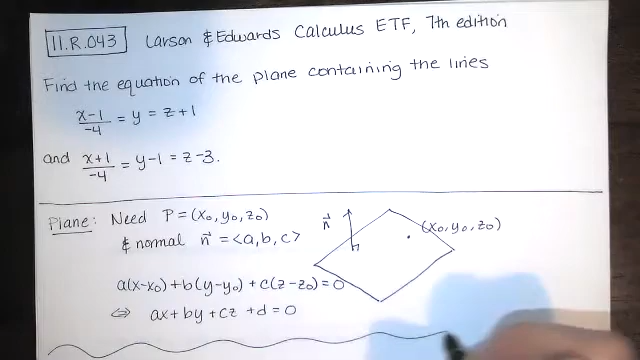 11.R.043 Larson & Edwards Calculus ETF, 7th edition
Find the equation of the plane containing the lines
x-1/-4 = y = z+1
and x+1/-4 = y-1 = z-3.
Plane: Need P = (x₀, y₀, z₀)
& normal n⃗ = <a, b, c>
n⃗
(x₀, y₀, z₀)
a(x-x₀) + b(y-y₀) + c(z-z₀) = 0
⇔ ax + by + cz + d = 0